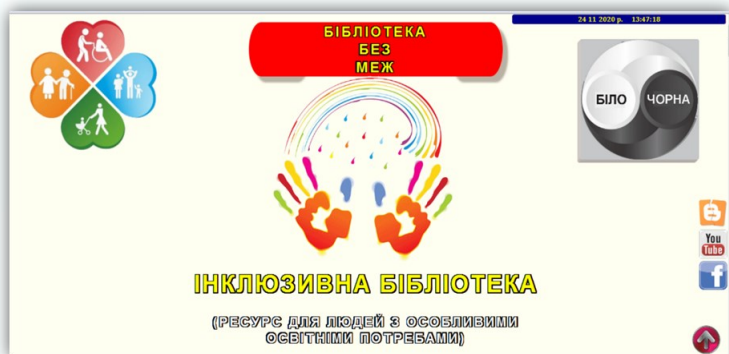 24 11 2020 р. 13:47:18
БІБЛІОТЕКА
БЕЗ
МЕЖ
БІЛО ЧОРНА
You
Tube
ІНКЛЮЗИВНА БІБЛІОТЕКА
(РЕСУРС ДЛЯ ЛЮДЕЙ З ОСОБЛИВИМИ
ОСВІТНІМИ ПОТРЕБАМИ)